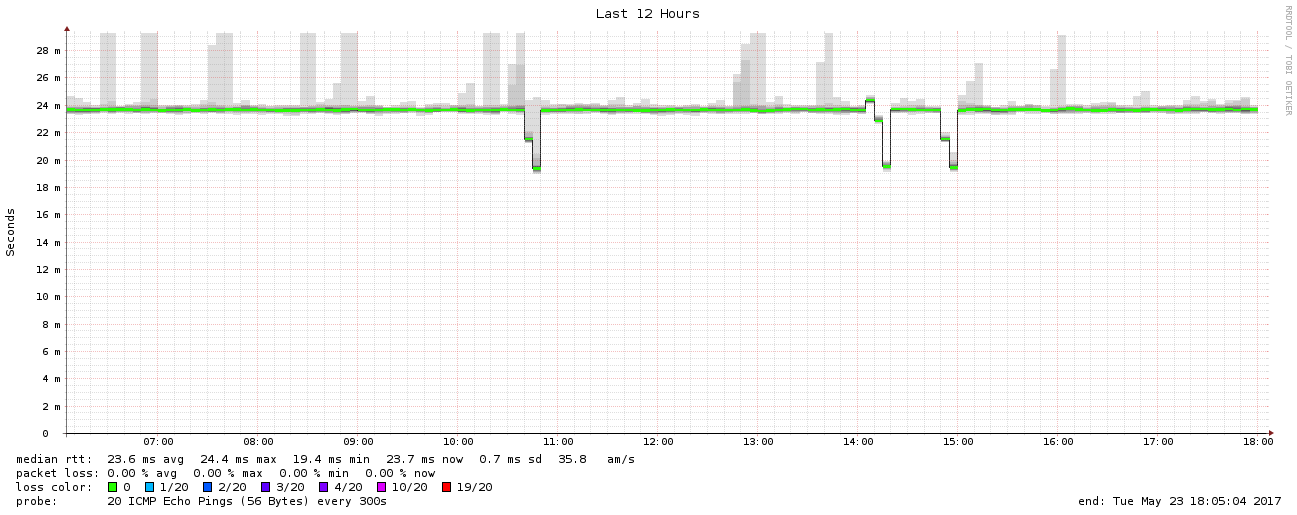 Last 12 Hours
RRDTOOL / TOBI OETIKER
Seconds
28 m
26 m
24 m
22 m
20 m
18 m
16 m
14 m
12 m
10 m
8 m
6 m
4 m
2 m
0
07:00 08:00 09:00 10:00 11:00 12:00 13:00 14:00 15:00 16:00 17:00 18:00
median rtt: 23.6 ms avg 24.4 ms max 19.4 ms min 23.7 ms now 0.7 ms sd 35.8 am/s
packet loss: 0.00 % avg 0.00 % max 0.00 % min 0.00 % now
loss color: 0 1/20 2/20 3/20 4/20 10/20 19/20
probe: 20 ICMP Echo Pings (56 Bytes) every 300s end: Tue May 23 18:05:04 2017